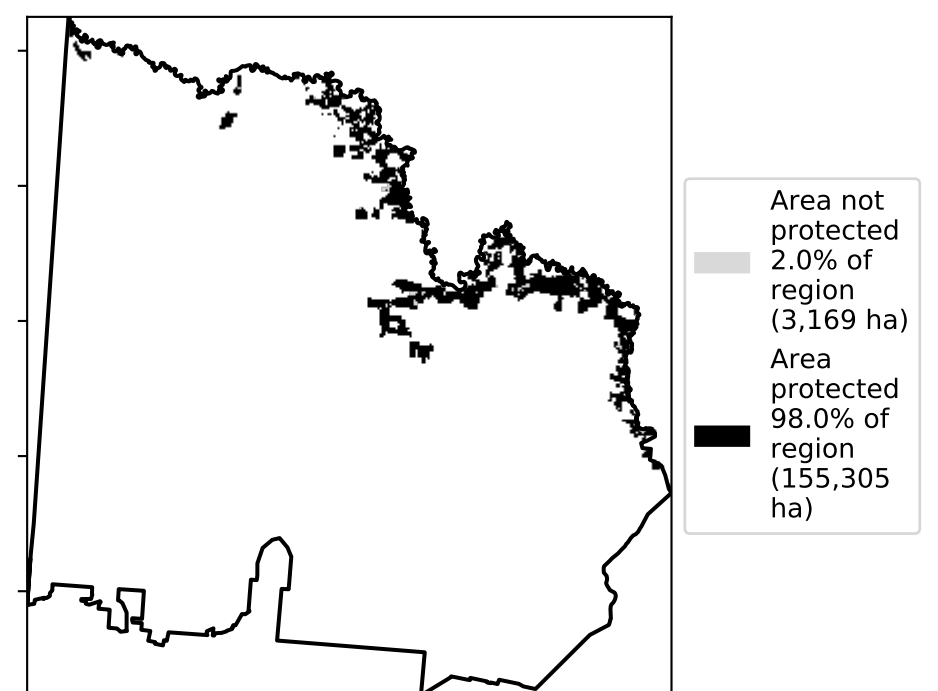 Area not
protected
2.0% of
region
(3,169 ha)
Area
protected
98.0% of
region
(155,305
ha)